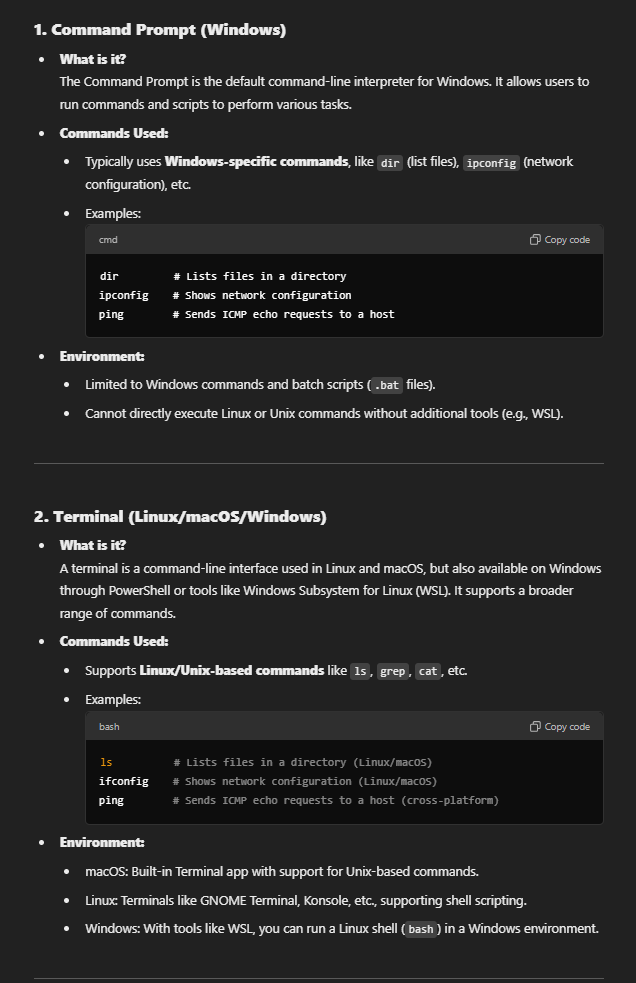 1. Command Prompt (Windows)
• What is it?
The Command Prompt is the default command-line interpreter for Windows. It allows users to
run commands and scripts to perform various tasks.
• Commands Used:
• Typically uses Windows-specific commands, like dir (list files), ipconfig (network
configuration), etc.
• Examples:
cmd Copy code
dir # Lists files in a directory
ipconfig # Shows network configuration
ping # Sends ICMP echo requests to a host
• Environment:
• Limited to Windows commands and batch scripts (.bat files).
• Cannot directly execute Linux or Unix commands without additional tools (e.g., WSL).
2. Terminal (Linux/macOS/Windows)
• What is it?
A terminal is a command-line interface used in Linux and macOS, but also available on Windows
through PowerShell or tools like Windows Subsystem for Linux (WSL). It supports a broader
range of commands.
• Commands Used:
• Supports Linux/Unix-based commands like ls, grep, cat, etc.
• Examples:
bash Copy code
ls # Lists files in a directory (Linux/macOS)
ifconfig # Shows network configuration (Linux/macOS)
ping # Sends ICMP echo requests to a host (cross-platform)
• Environment:
• macOS: Built-in Terminal app with support for Unix-based commands.
• Linux: Terminals like GNOME Terminal, Konsole, etc., supporting shell scripting.
• Windows: With tools like WSL, you can run a Linux shell (bash) in a Windows environment.